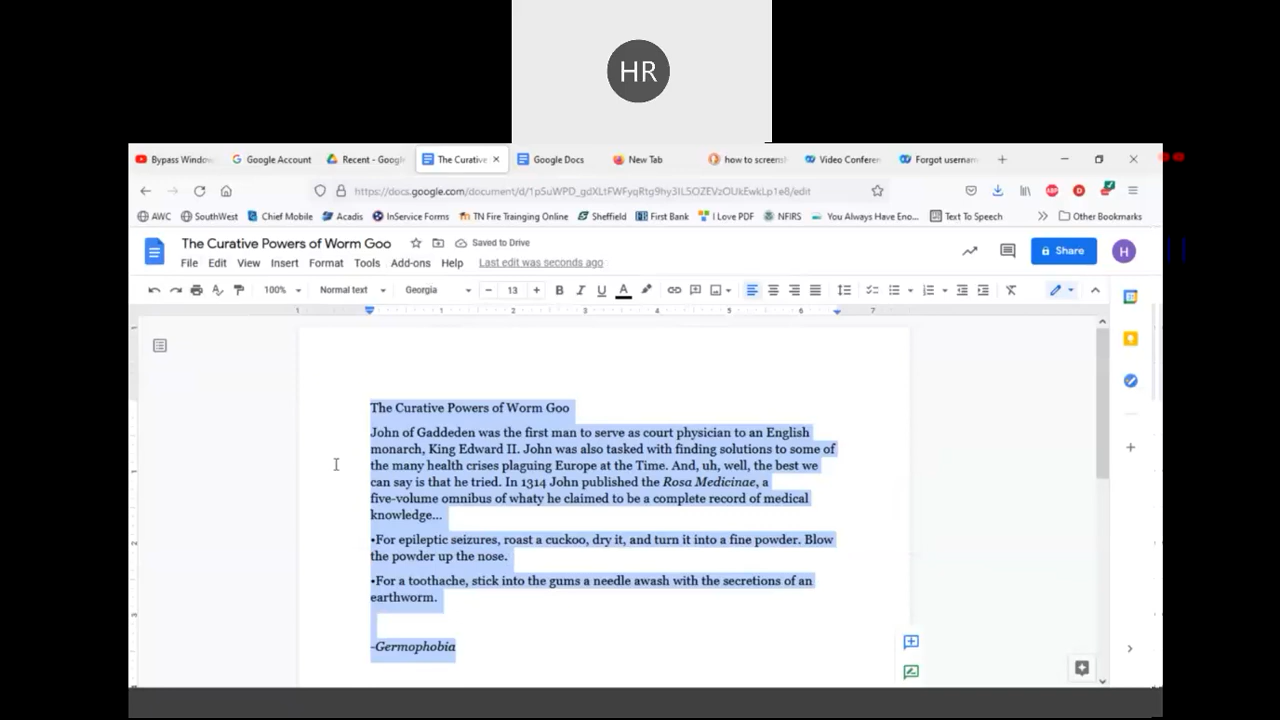 HR
Bypass Window
Google Account
Recent - Googl
The Curative
Google Docs
New Tab
how to screensh
Video Conferen
Forgot usernam
https://docs.google.com/document/d/1pSuWPD_gdXLtFWFyqRtg9hy3IL5OZEVzOUkEwkLp1e8/edit
AWC
SouthWest
Chief Mobile
Acadis
InService Forms
TN Fire Trainging Online
Sheffield
First Bank
I Love PDF
NFIRS
You Always Have Eno...
Text To Speech
Other Bookmarks
The Curative Powers of Worm Goo
Saved to Drive
File Edit View Insert Format Tools Add-ons Help Last edit was seconds ago
Share
H
100% Normal text Georgia 13 B I U A
1 1 2 3 4 5 6 7
The Curative Powers of Worm Goo
John of Gaddeden was the first man to serve as court physician to an English
monarch, King Edward II. John was also tasked with finding solutions to some of
the many health crises plaguing Europe at the Time. And, uh, well, the best we
can say is that he tried. In 1314 John published the Rosa Medicinae, a
five-volume omnibus of whaty he claimed to be a complete record of medical
knowledge...
•For epileptic seizures, roast a cuckoo, dry it, and turn it into a fine powder. Blow
the powder up the nose.
•For a toothache, stick into the gums a needle awash with the secretions of an
earthworm.
-Germophobia